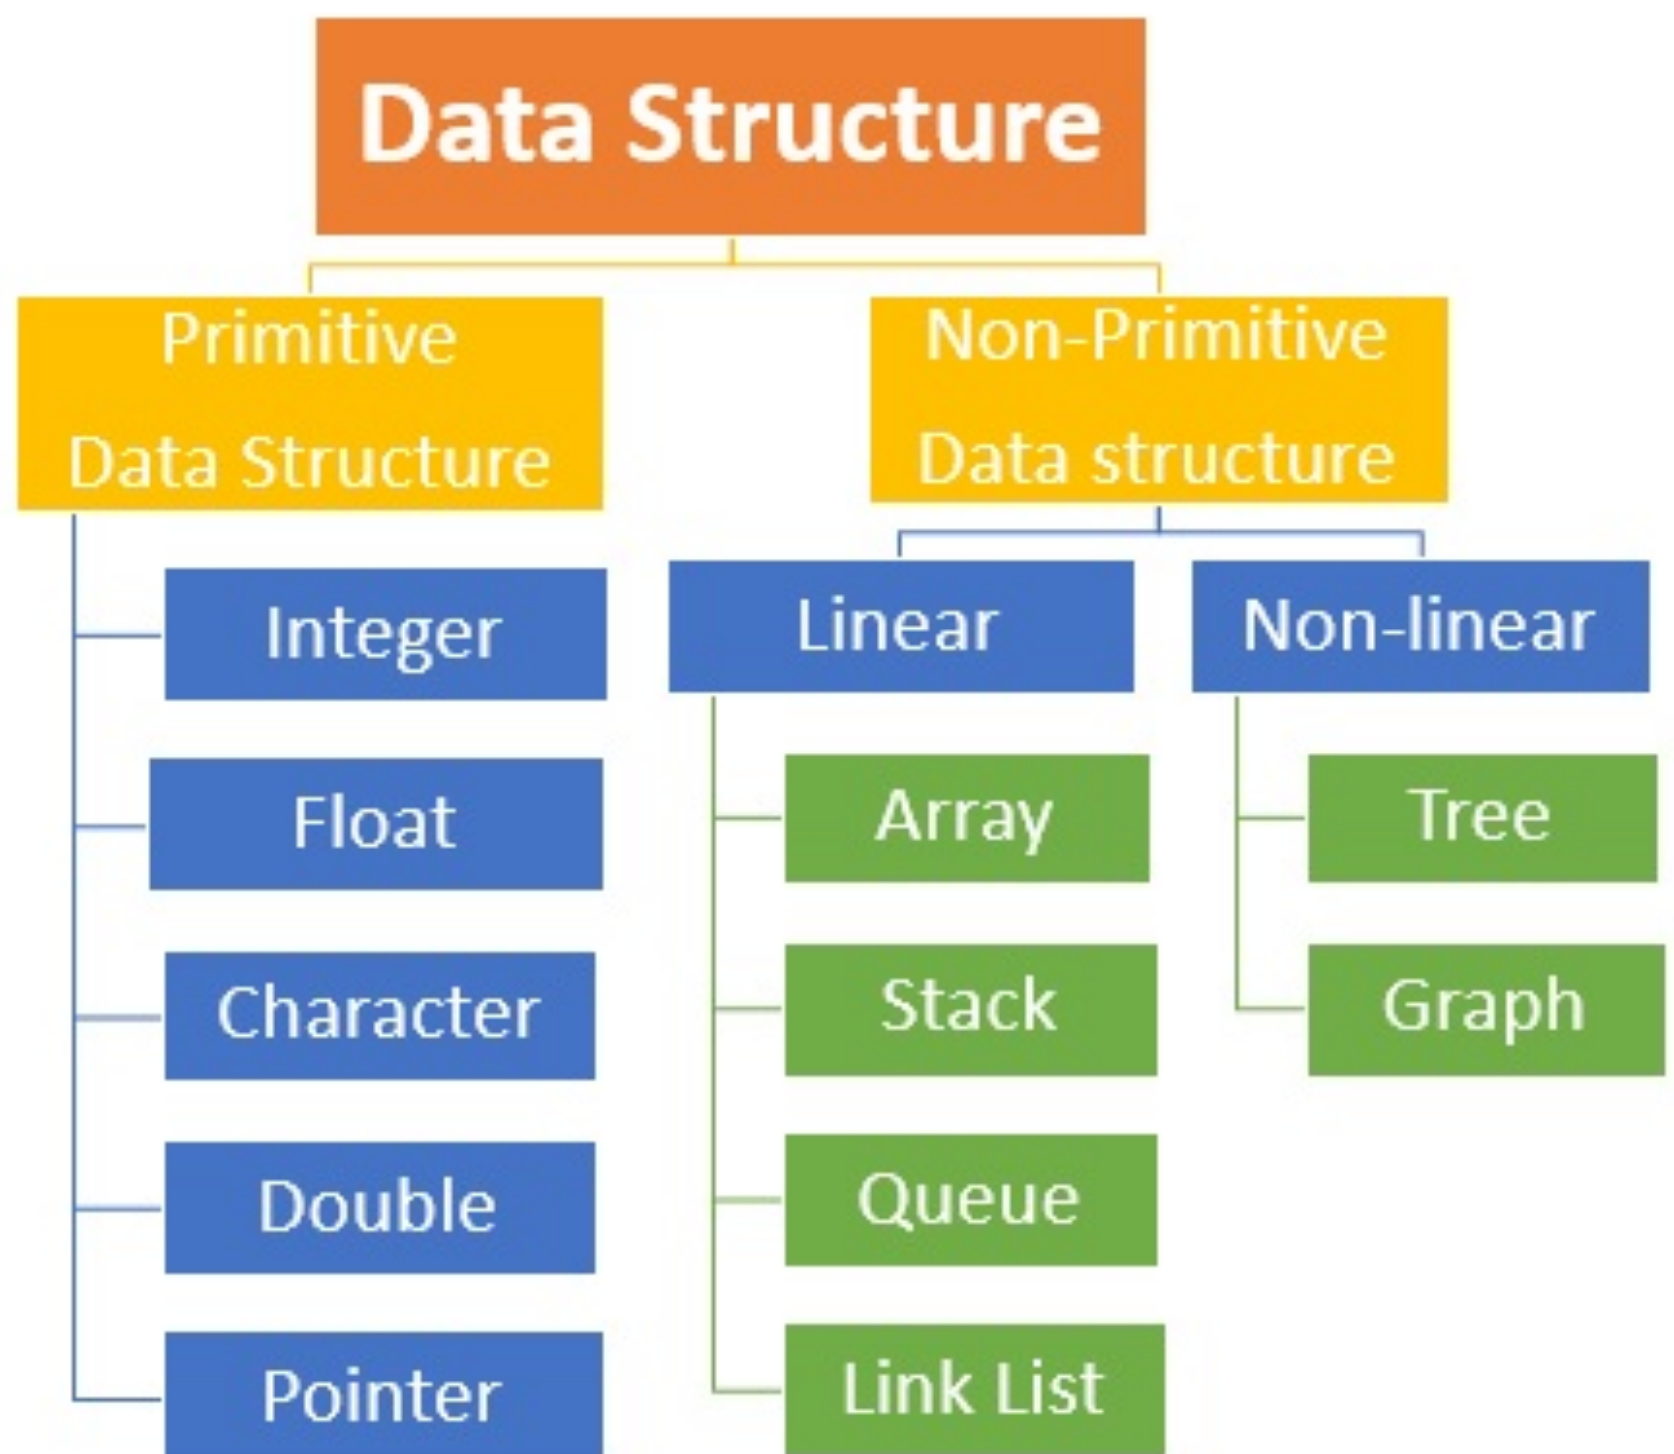 Data Structure
Primitive
Data Structure
Non-Primitive
Data structure
Integer
Float
Character
Double
Pointer
Linear
Array
Stack
Queue
Link List
Non-linear
Tree
Graph